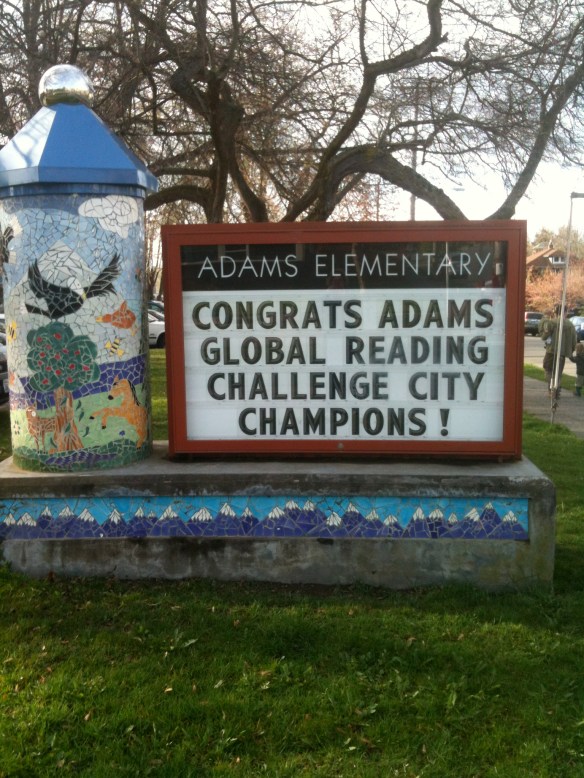 ADAMS ELEMENTARY
CONGRATS ADAMS
GLOBAL READING
CHALLENGE CITY
CHAMPIONS !